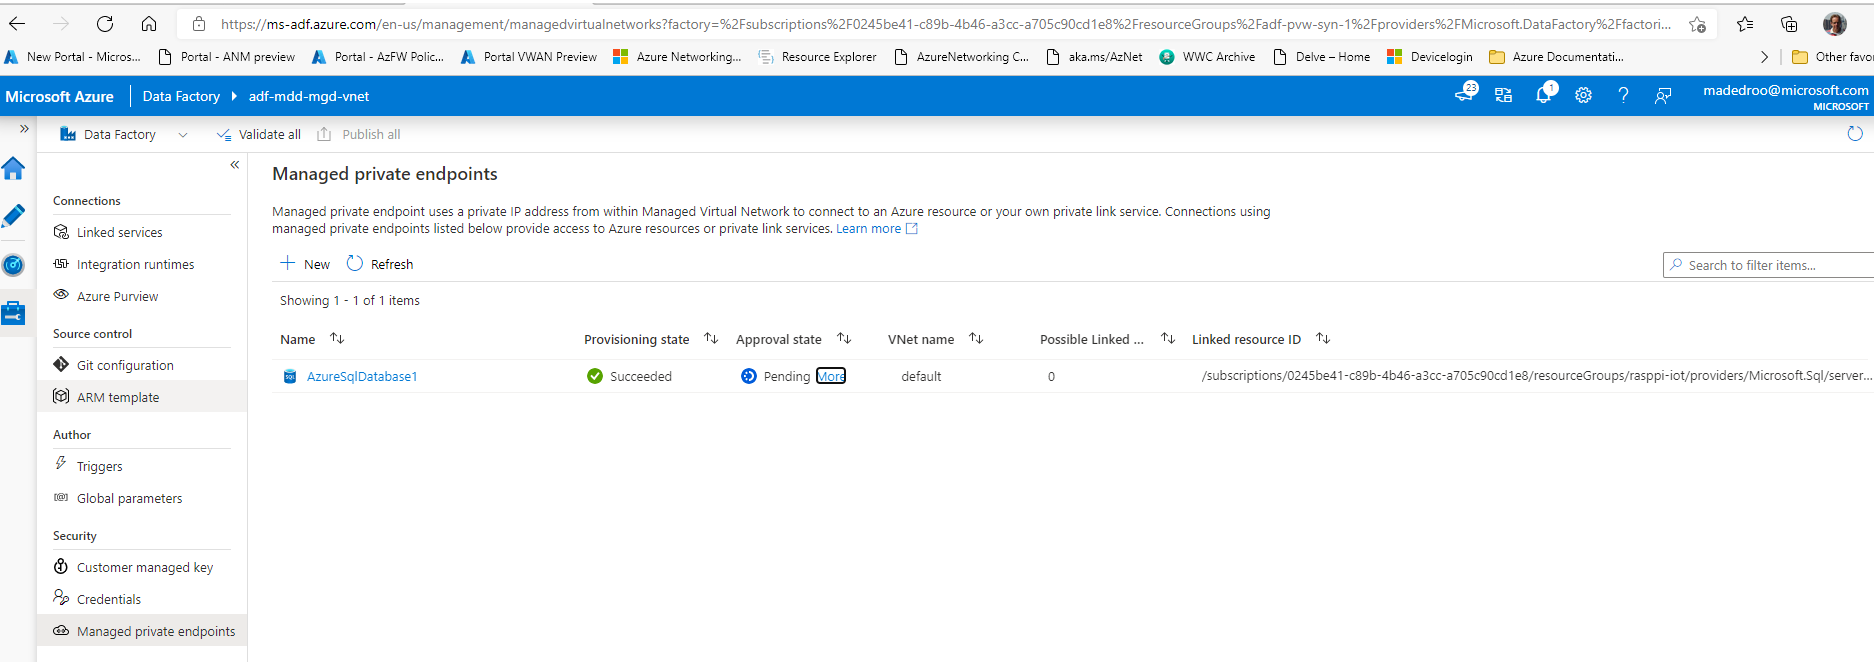 https://ms-adf.azure.com/en-us/management/managedvirtualnetworks?factory=%2Fsubscriptions%2F0245be41-c89b-4b46-a3cc-a705c90cd1e8%2FresourceGroups%2Fadf-pvw-syn-1%2Fproviders%2FMicrosoft.DataFactory%2Ffactori...
New Portal - Micros... Portal - ANM preview Portal - AzFW Polic... Portal VWAN Preview Azure Networking... Resource Explorer AzureNetworking C... aka.ms/AzNet WWC Archive Delve – Home Devicelogin Azure Documentati... Other favo
Microsoft Azure Data Factory adf-mdd-mgd-vnet 23 1 madedroo@microsoft.com
MICROSOFT
Data Factory Validate all Publish all
Connections
Linked services
Integration runtimes
Azure Purview
Source control
Git configuration
ARM template
Author
Triggers
Global parameters
Security
Customer managed key
Credentials
Managed private endpoints
Managed private endpoints
Managed private endpoint uses a private IP address from within Managed Virtual Network to connect to an Azure resource or your own private link service. Connections using
managed private endpoints listed below provide access to Azure resources or private link services. Learn more
New Refresh
Search to filter items...
Showing 1 - 1 of 1 items
Name Provisioning state Approval state VNet name Possible Linked ... Linked resource ID
AzureSqlDatabase1 Succeeded Pending More default 0 /subscriptions/0245be41-c89b-4b46-a3cc-a705c90cd1e8/resourceGroups/rasppi-iot/providers/Microsoft.Sql/server...